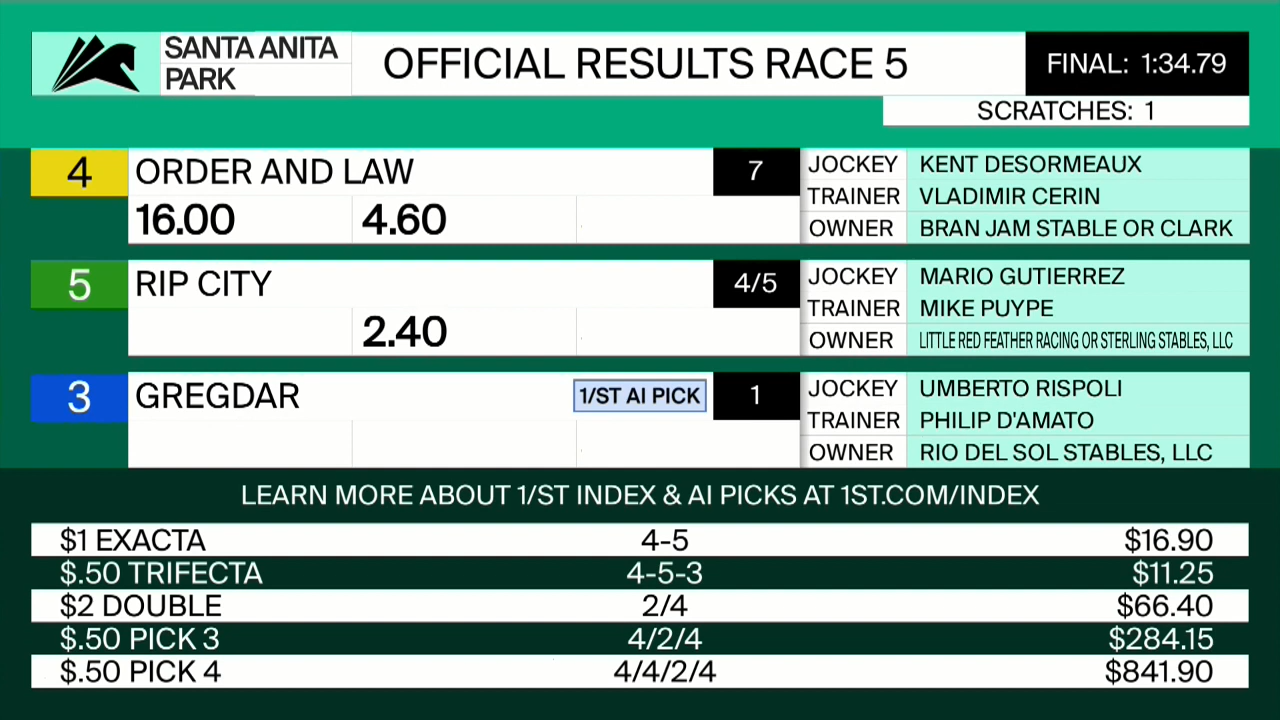 SANTA ANITA
PARK
OFFICIAL RESULTS RACE 5
FINAL: 1:34.79
SCRATCHES: 1
4 ORDER AND LAW 7
16.00 4.60
JOCKEY KENT DESORMEAUX
TRAINER VLADIMIR CERIN
OWNER BRAN JAM STABLE OR CLARK
5 RIP CITY 4/5
2.40
JOCKEY MARIO GUTIERREZ
TRAINER MIKE PUYPE
OWNER LITTLE RED FEATHER RACING OR STERLING STABLES, LLC
3 GREGDAR 1/ST AI PICK 1
JOCKEY UMBERTO RISPOLI
TRAINER PHILIP D'AMATO
OWNER RIO DEL SOL STABLES, LLC
LEARN MORE ABOUT 1/ST INDEX & AI PICKS AT 1ST.COM/INDEX
$1 EXACTA 4-5 $16.90
$.50 TRIFECTA 4-5-3 $11.25
$2 DOUBLE 2/4 $66.40
$.50 PICK 3 4/2/4 $284.15
$.50 PICK 4 4/4/2/4 $841.90